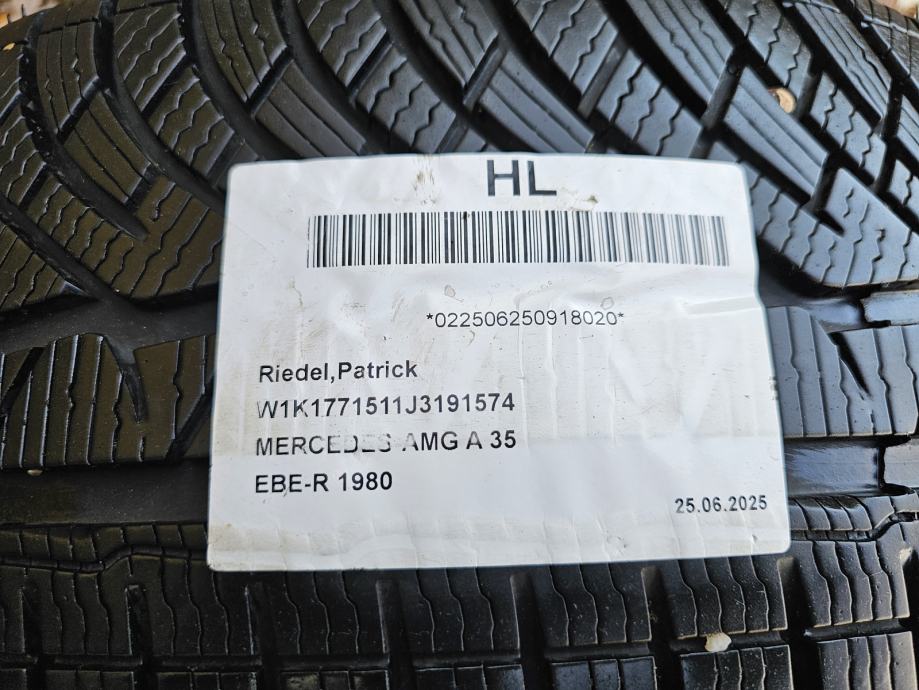 HL
*022506250918020*
Riedel,Patrick
W1K1771511J3191574
MERCEDES AMG A 35
EBE-R 1980
25.06.2025